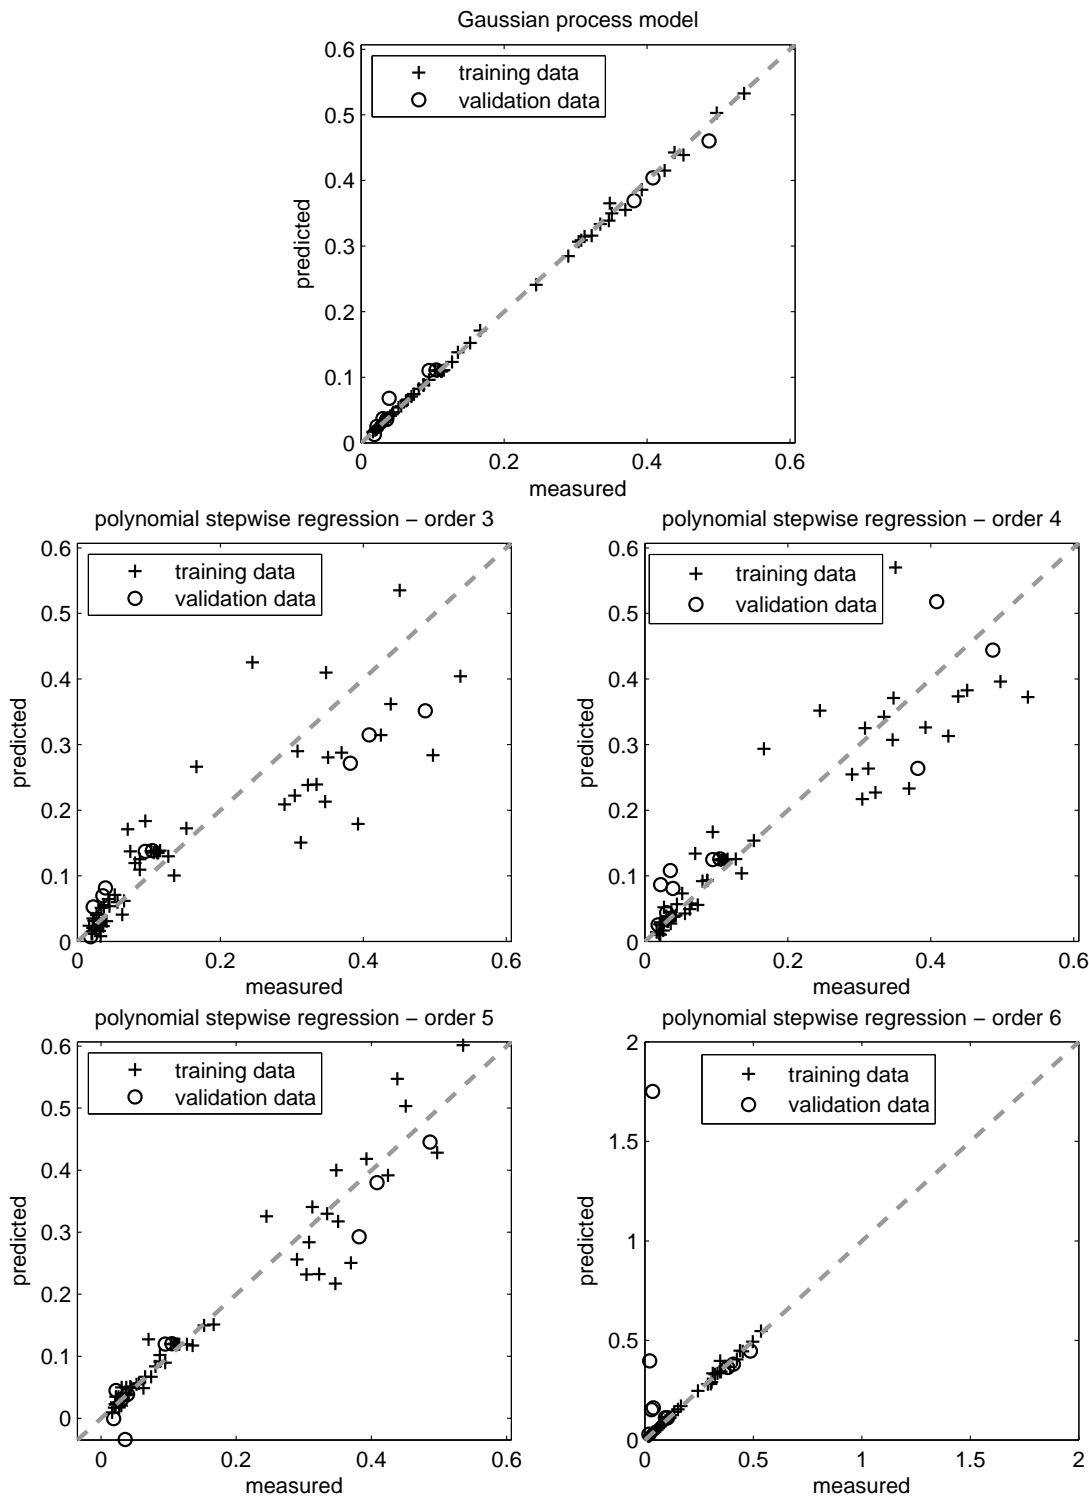 Gaussian process model
0.6
training data
validation data
0.5
0.4
predicted
0.3
0.2
0.1
0
0 0.2 0.4 0.6
measured
polynomial stepwise regression − order 3
0.6
training data
validation data
0.5
0.4
predicted
0.3
0.2
0.1
0
0 0.2 0.4 0.6
measured
polynomial stepwise regression − order 4
0.6
training data
validation data
0.5
0.4
predicted
0.3
0.2
0.1
0
0 0.2 0.4 0.6
measured
polynomial stepwise regression − order 5
0.6
training data
validation data
0.5
0.4
predicted
0.3
0.2
0.1
0
0 0.2 0.4 0.6
measured
polynomial stepwise regression − order 6
2
training data
validation data
1.5
predicted
1
0.5
0
0 0.5 1 1.5 2
measured